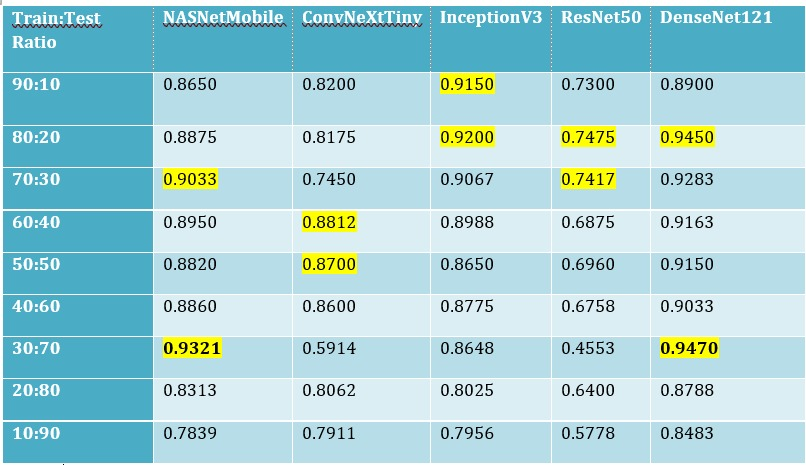 Train:Test Ratio NASNetMobile ConvNeXtTiny InceptionV3 ResNet50 DenseNet121
90:10 0.8650 0.8200 0.9150 0.7300 0.8900
80:20 0.8875 0.8175 0.9200 0.7475 0.9450
70:30 0.9033 0.7450 0.9067 0.7417 0.9283
60:40 0.8950 0.8812 0.8988 0.6875 0.9163
50:50 0.8820 0.8700 0.8650 0.6960 0.9150
40:60 0.8860 0.8600 0.8775 0.6758 0.9033
30:70 0.9321 0.5914 0.8648 0.4553 0.9470
20:80 0.8313 0.8062 0.8025 0.6400 0.8788
10:90 0.7839 0.7911 0.7956 0.5778 0.8483